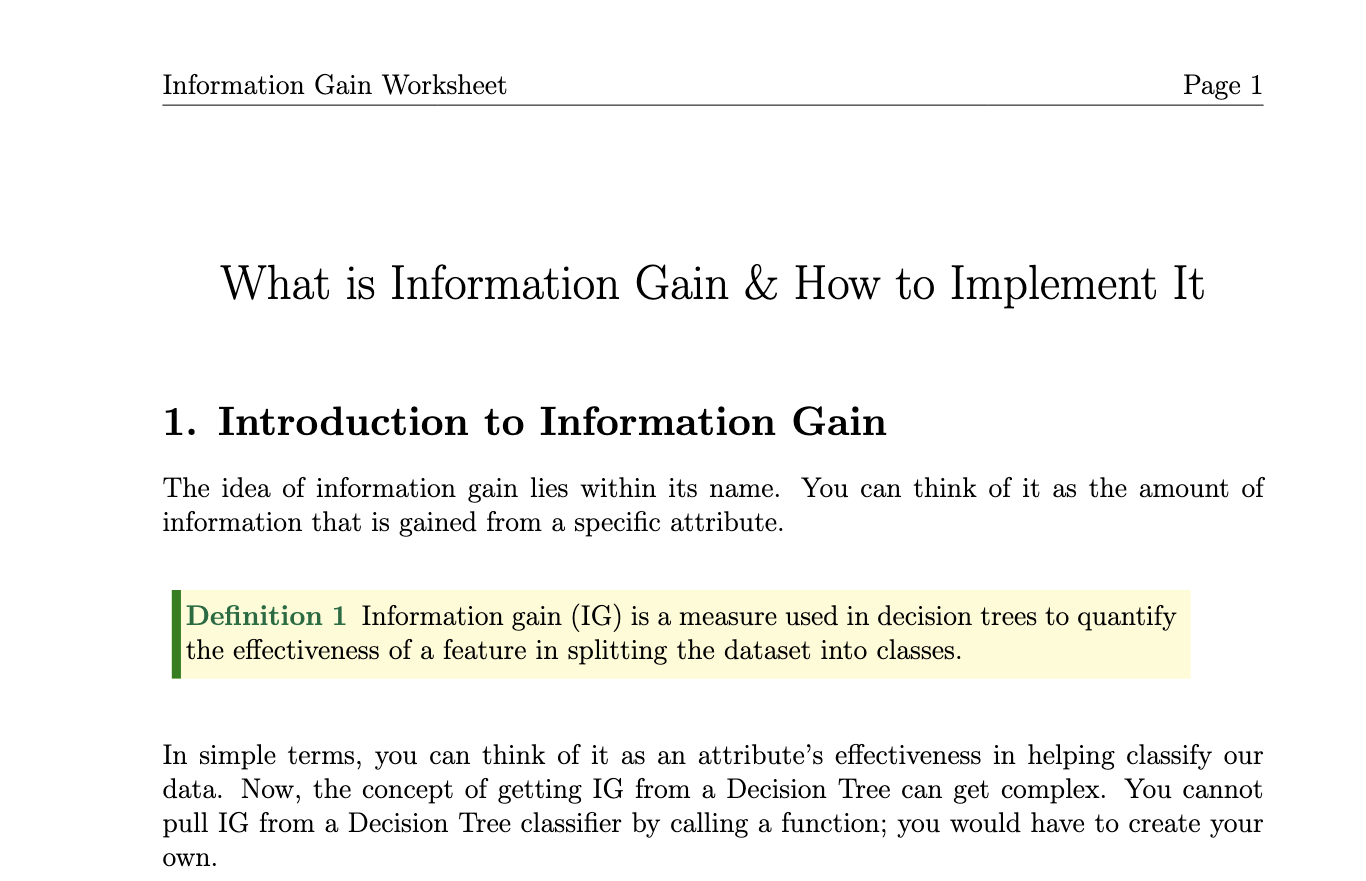 Information Gain Worksheet Page 1
What is Information Gain & How to Implement It
1. Introduction to Information Gain
The idea of information gain lies within its name. You can think of it as the amount of
information that is gained from a specific attribute.
Definition 1 Information gain (IG) is a measure used in decision trees to quantify
the effectiveness of a feature in splitting the dataset into classes.
In simple terms, you can think of it as an attribute's effectiveness in helping classify our
data. Now, the concept of getting IG from a Decision Tree can get complex. You cannot
pull IG from a Decision Tree classifier by calling a function; you would have to create your
own.